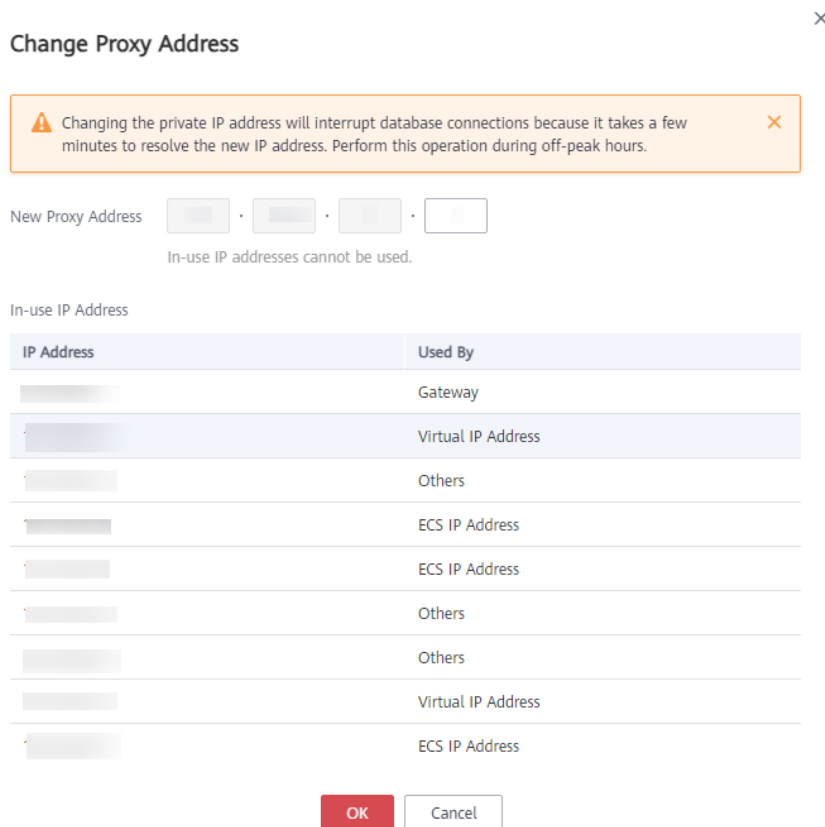 Change Proxy Address
Changing the private IP address will interrupt database connections because it takes a few
minutes to resolve the new IP address. Perform this operation during off-peak hours.
New Proxy Address . . .
In-use IP addresses cannot be used.
In-use IP Address
IP Address Used By
Gateway
Virtual IP Address
Others
ECS IP Address
ECS IP Address
Others
Others
Virtual IP Address
ECS IP Address
OK Cancel